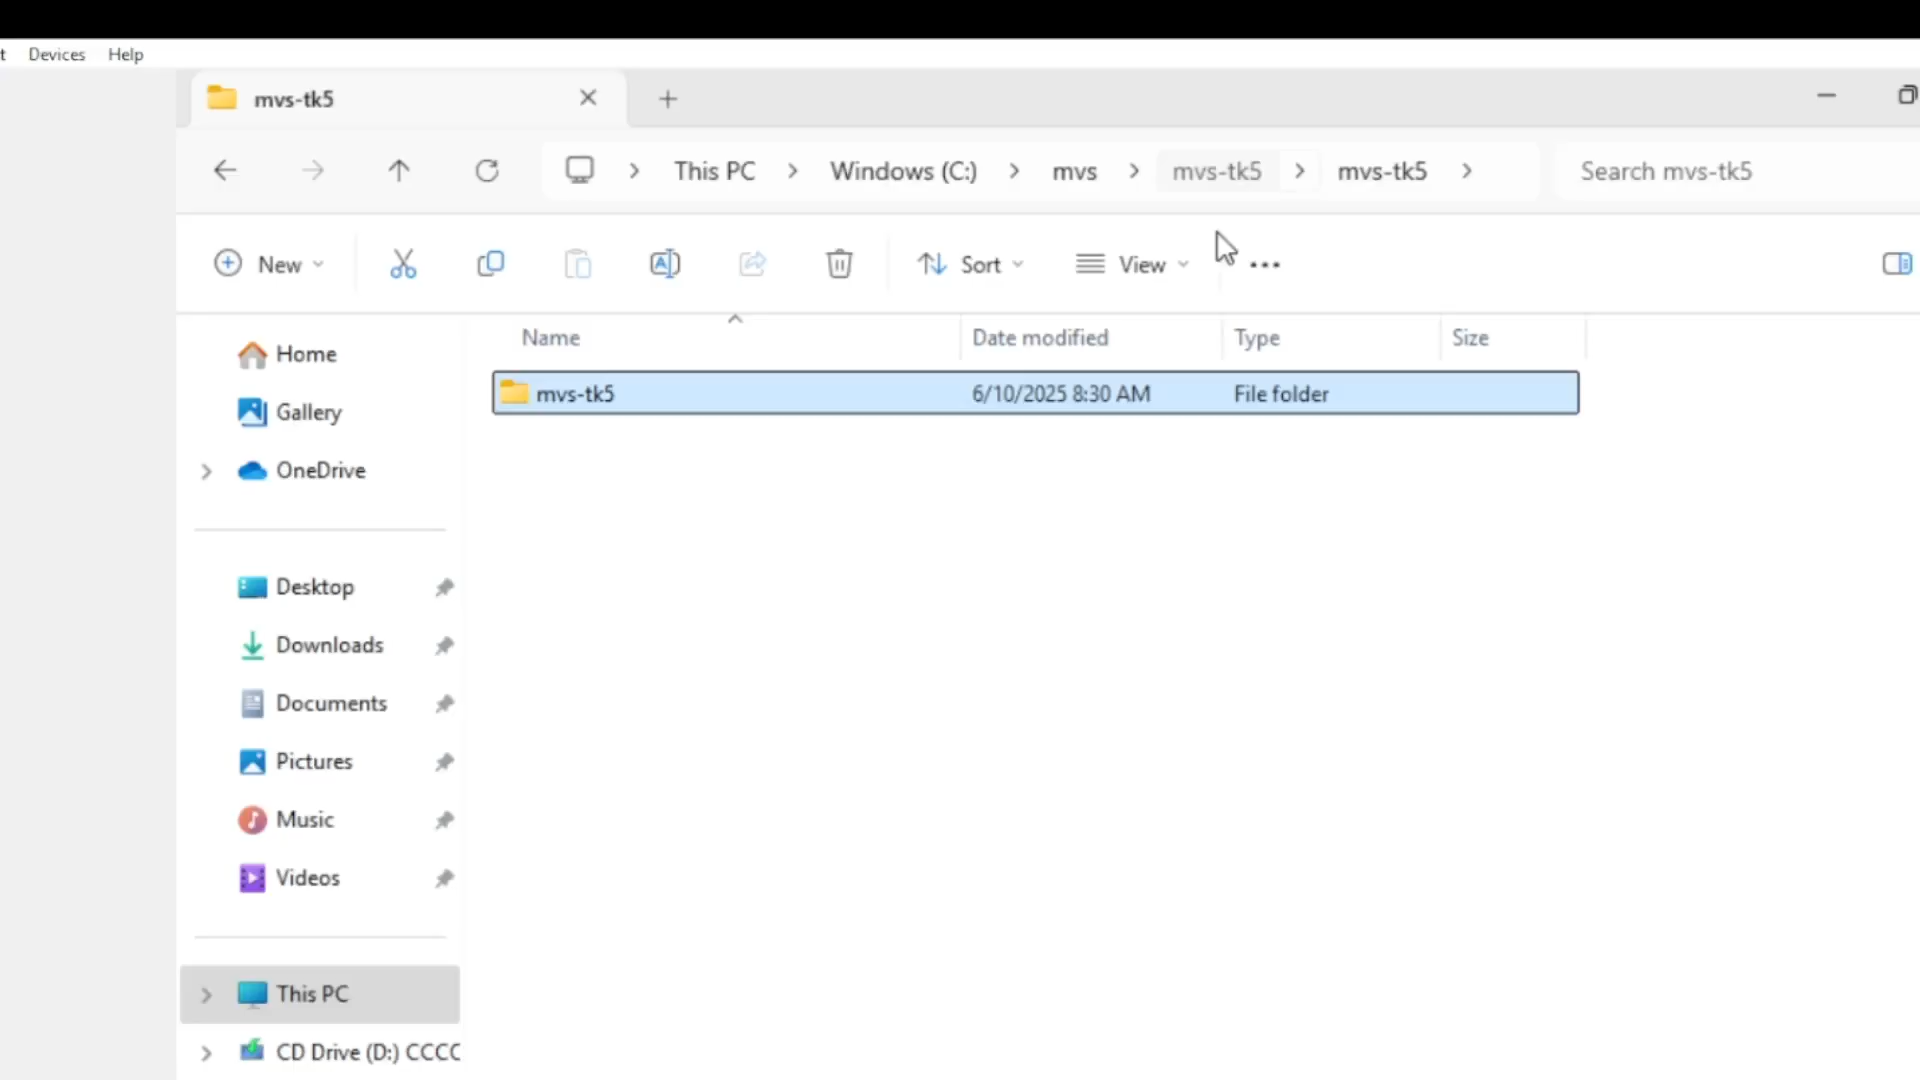 t Devices Help
mvs-tk5
This PC Windows (C:) mvs mvs-tk5 mvs-tk5 Search mvs-tk5
New Sort View
Name Date modified Type Size
mvs-tk5 6/10/2025 8:30 AM File folder
Home
Gallery
OneDrive
Desktop
Downloads
Documents
Pictures
Music
Videos
This PC
CD Drive (D:) CCCC